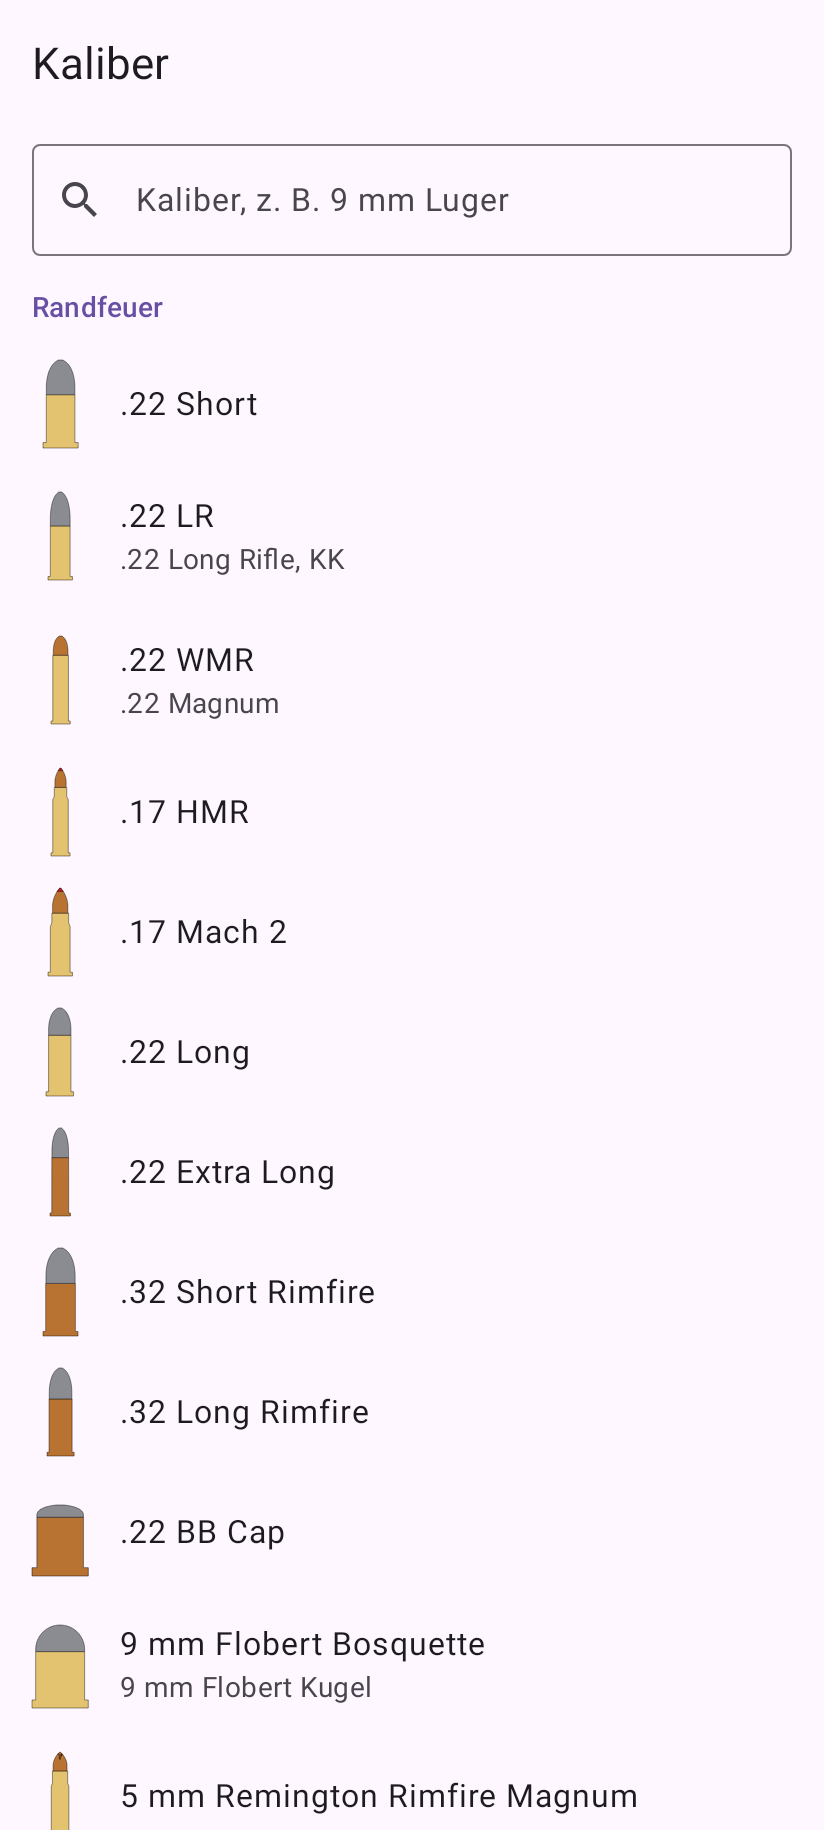 Kaliber
Kaliber, z. B. 9 mm Luger
Randfeuer
.22 Short
.22 LR
.22 Long Rifle, KK
.22 WMR
.22 Magnum
.17 HMR
.17 Mach 2
.22 Long
.22 Extra Long
.32 Short Rimfire
.32 Long Rimfire
.22 BB Cap
9 mm Flobert Bosquette
9 mm Flobert Kugel
5 mm Remington Rimfire Magnum